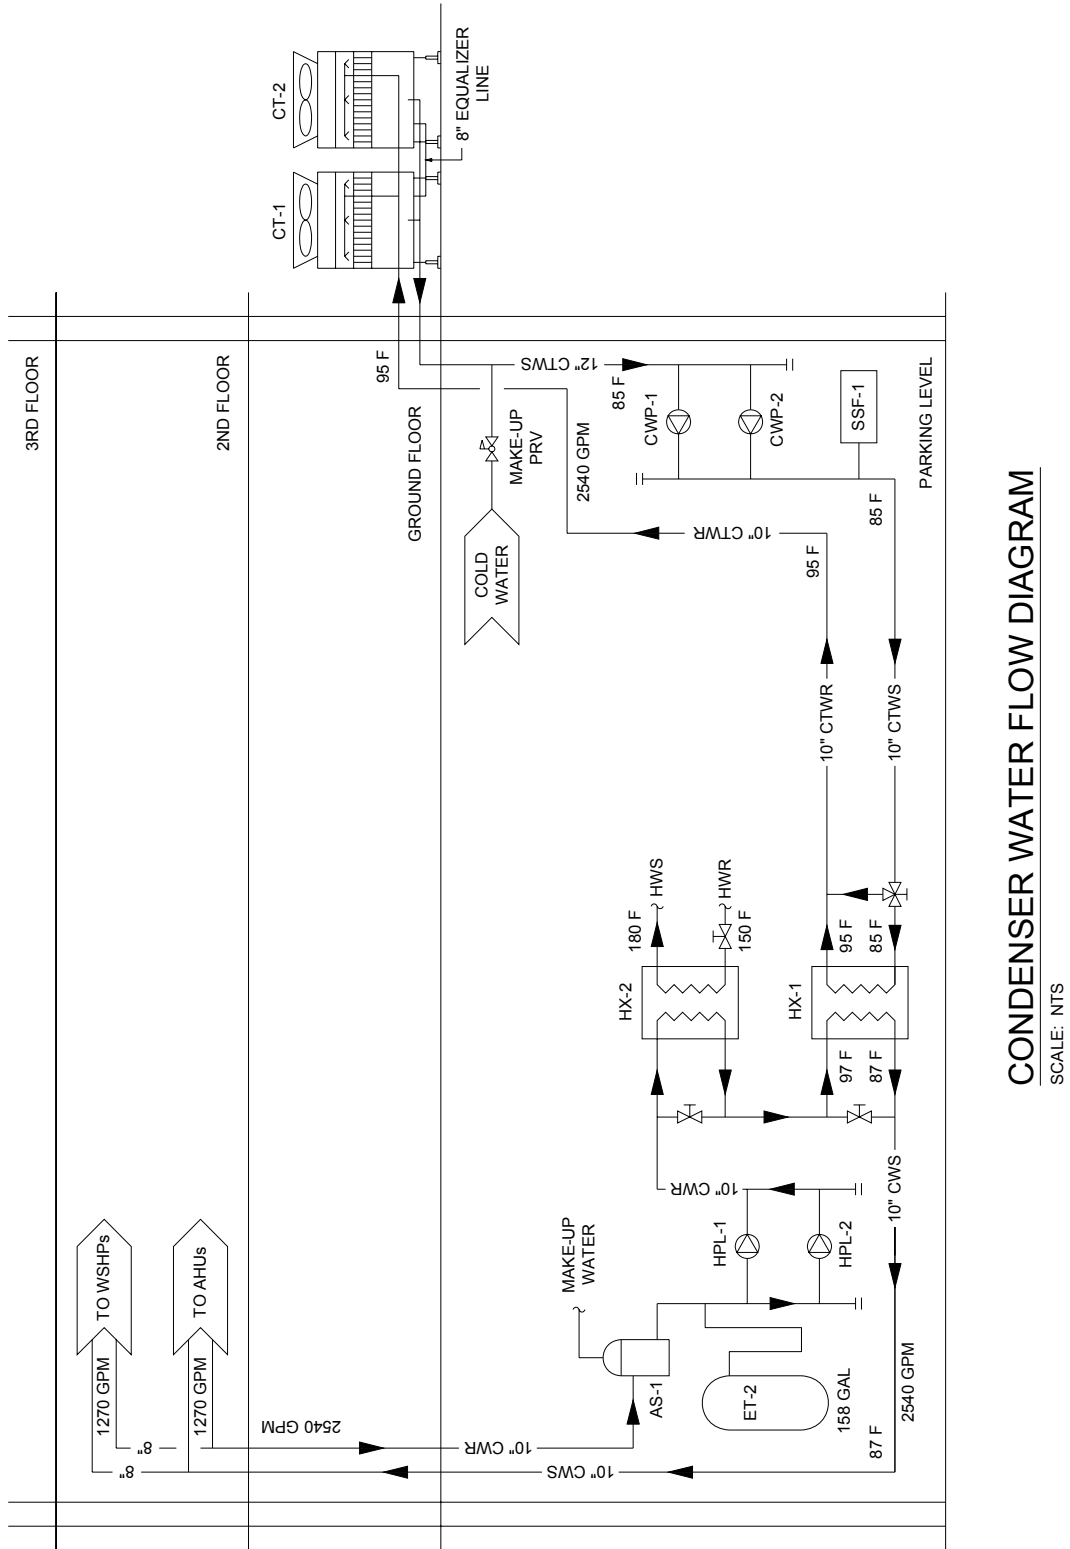 3RD FLOOR
2ND FLOOR
GROUND FLOOR
PARKING LEVEL
CT-1
CT-2
8" EQUALIZER
LINE
95 F
12" CTWS
85 F
MAKE-UP
PRV
COLD
WATER
2540 GPM
CWP-1
CWP-2
SSF-1
85 F
10" CTWR
95 F
10" CTWR
10" CTWS
HWS
HWR
180 F
150 F
HX-2
95 F
85 F
HX-1
97 F
87 F
10" CWR
10" CWS
HPL-1
HPL-2
MAKE-UP
WATER
AS-1
ET-2
158 GAL
2540 GPM
87 F
TO WSHPs
1270 GPM
TO AHUs
1270 GPM
8"
8"
2540 GPM
10" CWR
10" CWS
CONDENSER WATER FLOW DIAGRAM
SCALE: NTS